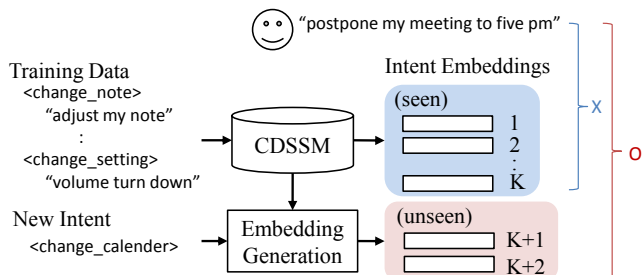 “postpone my meeting to five pm”
Training Data
<change_note>
“adjust my note”
:
<change_setting>
“volume turn down”
New Intent
<change_calender>
CDSSM
Embedding
Generation
Intent Embeddings
(seen)
1
2
:
K
(unseen)
K+1
K+2
X
O